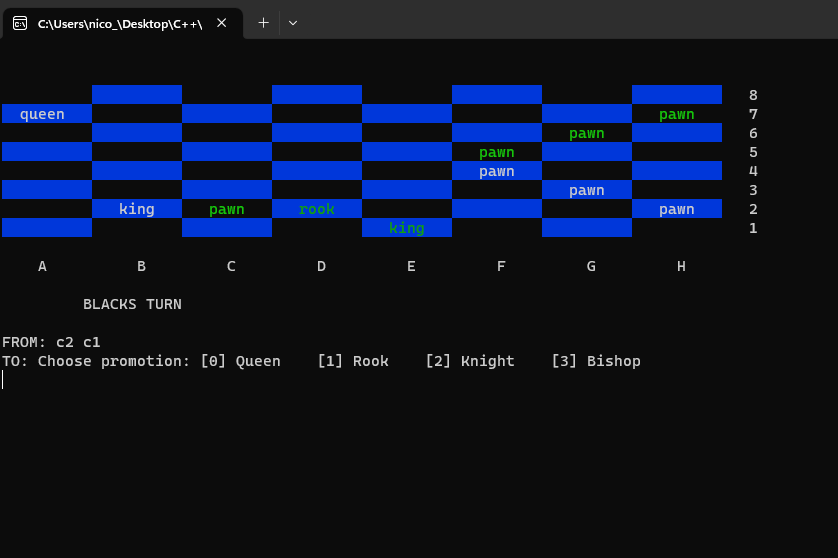 C:\Users\nico_\Desktop\C++\
8
queen pawn 7
pawn 6
pawn 5
pawn 4
pawn 3
king pawn rook pawn 2
king 1
A B C D E F G H
BLACKS TURN
FROM: c2 c1
TO: Choose promotion: [0] Queen [1] Rook [2] Knight [3] Bishop